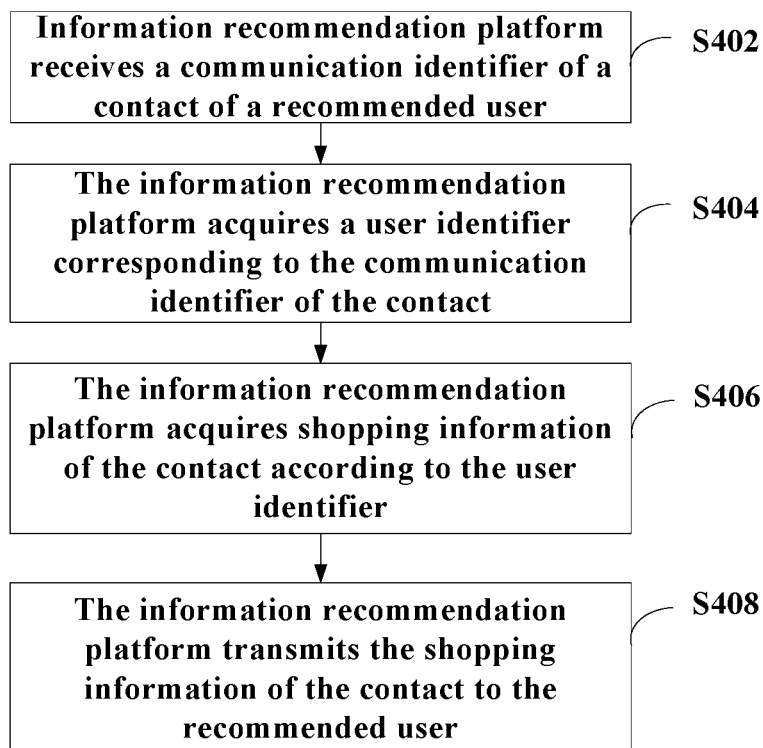 Information recommendation platform
receives a communication identifier of a
contact of a recommended user
S402
The information recommendation
platform acquires a user identifier
corresponding to the communication
identifier of the contact
S404
The information recommendation
platform acquires shopping information
of the contact according to the user
identifier
S406
The information recommendation
platform transmits the shopping
information of the contact to the
recommended user
S408